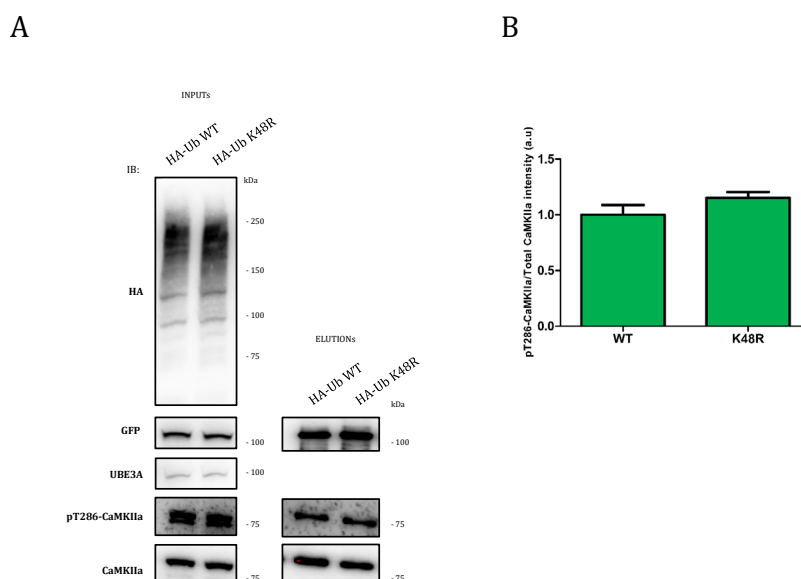 A
B
INPUTs
HA-Ub WT
HA-Ub K48R
IB:
kDa
HA
- 250
- 150
- 100
- 75
ELUTIONs
HA-Ub WT
HA-Ub K48R
kDa
GFP
- 100
- 100
UBE3A
- 100
pT286-CaMKIIa
- 75
- 75
CaMKIIa
- 75
- 75
pT286-CaMKIIa/Total CaMKIIa intensity (a.u)
1.5
1.0
0.5
0.0
WT
K48R